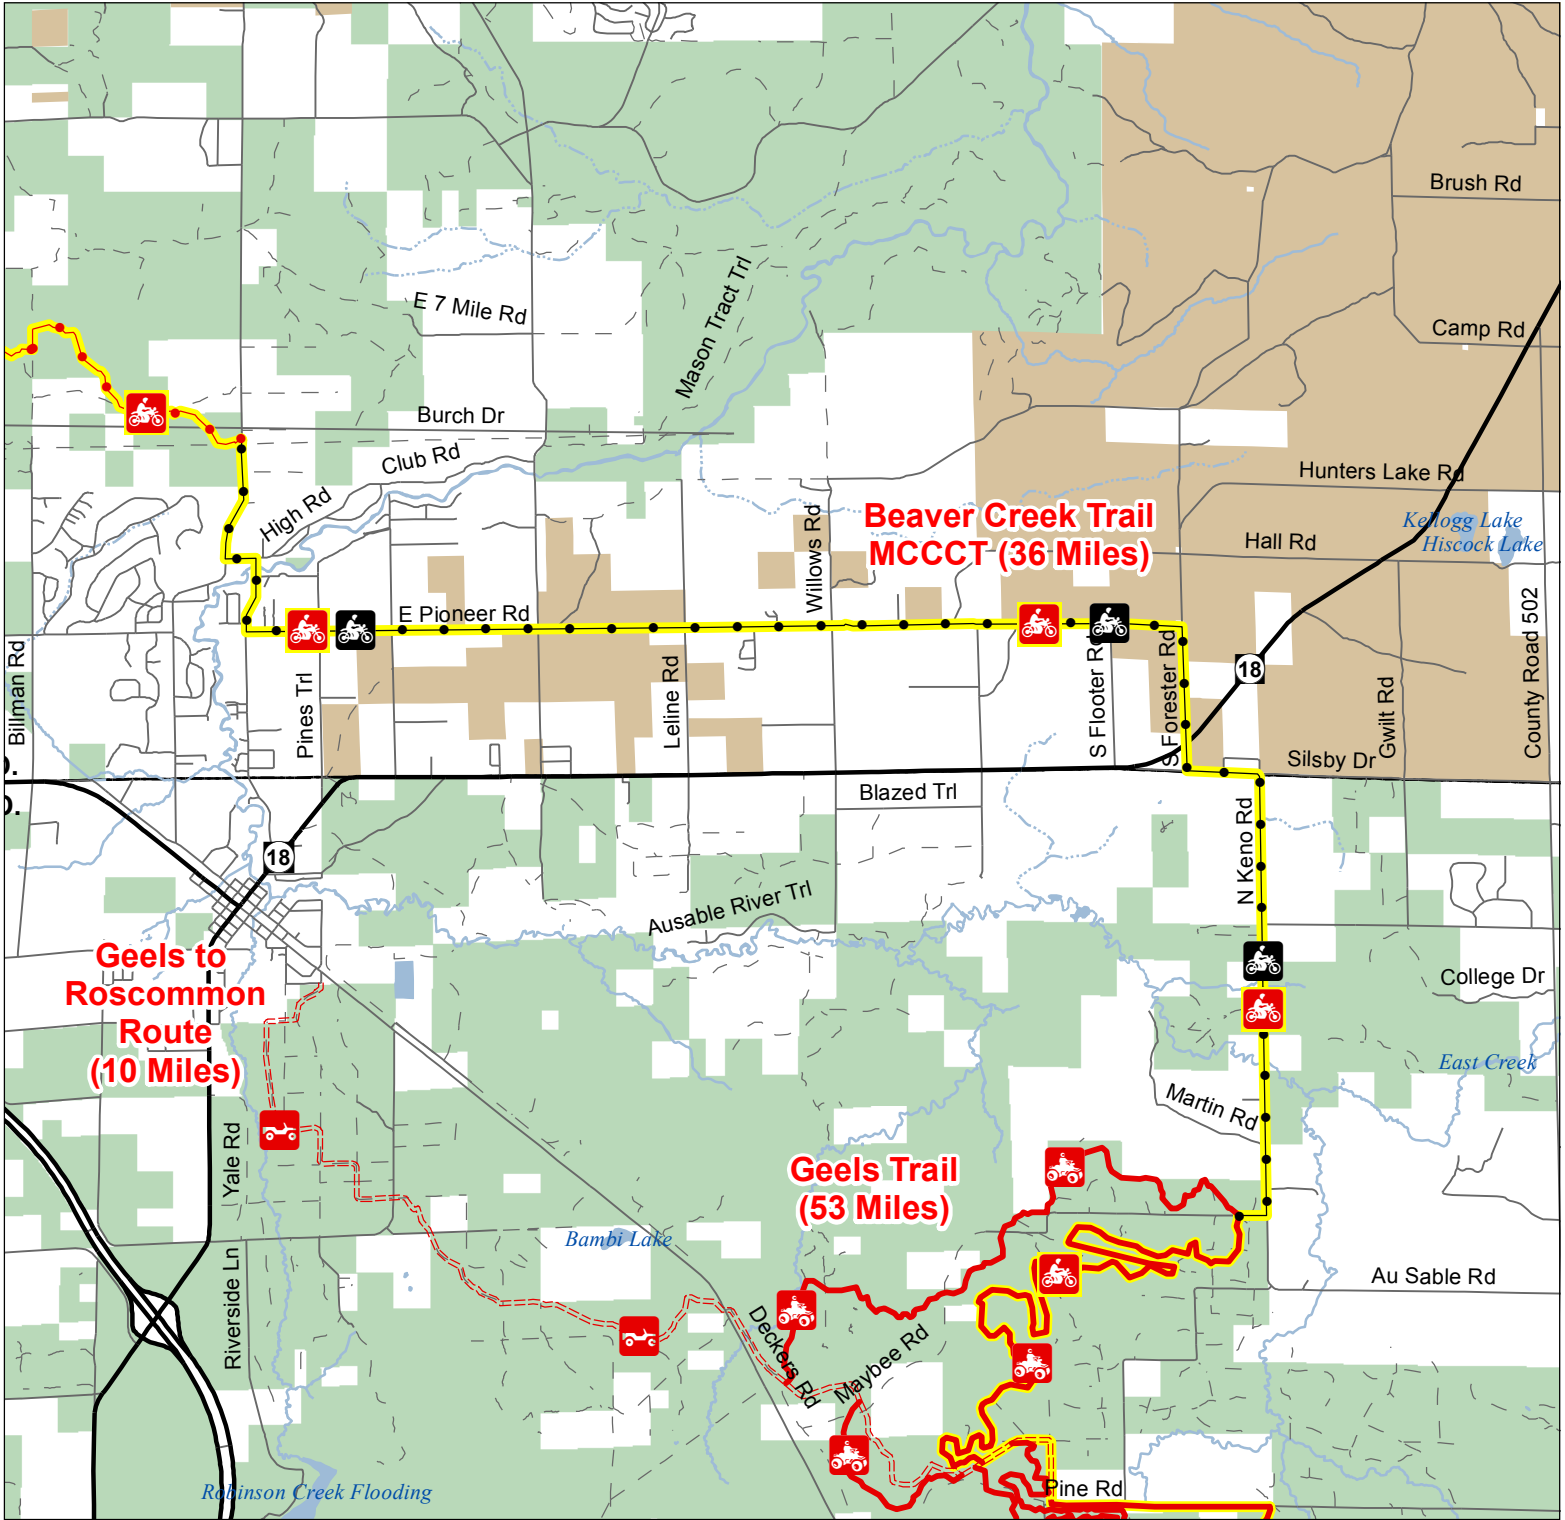 Brush Rd
E 7 Mile Rd
Mason Tract Trl
Camp Rd
Burch Dr
Club Rd
Hunters Lake Rd
High Rd
Willows Rd
Beaver Creek Trail
MCCCT (36 Miles)
Kellogg Lake
Hiscock Lake
Hall Rd
E Pioneer Rd
Billman Rd
Pines Trl
Leline Rd
S Flooter Rd
S Forester Rd
18
Gwilt Rd
County Road 502
Silsby Dr
Blazed Trl
N Keno Rd
18
Ausable River Trl
Geels to
Roscommon
Route
(10 Miles)
College Dr
East Creek
Martin Rd
Yale Rd
Geels Trail
(53 Miles)
Bambi Lake
Riverside Ln
Au Sable Rd
Deckers Rd
Maybee Rd
Pine Rd
Robinson Creek Flooding